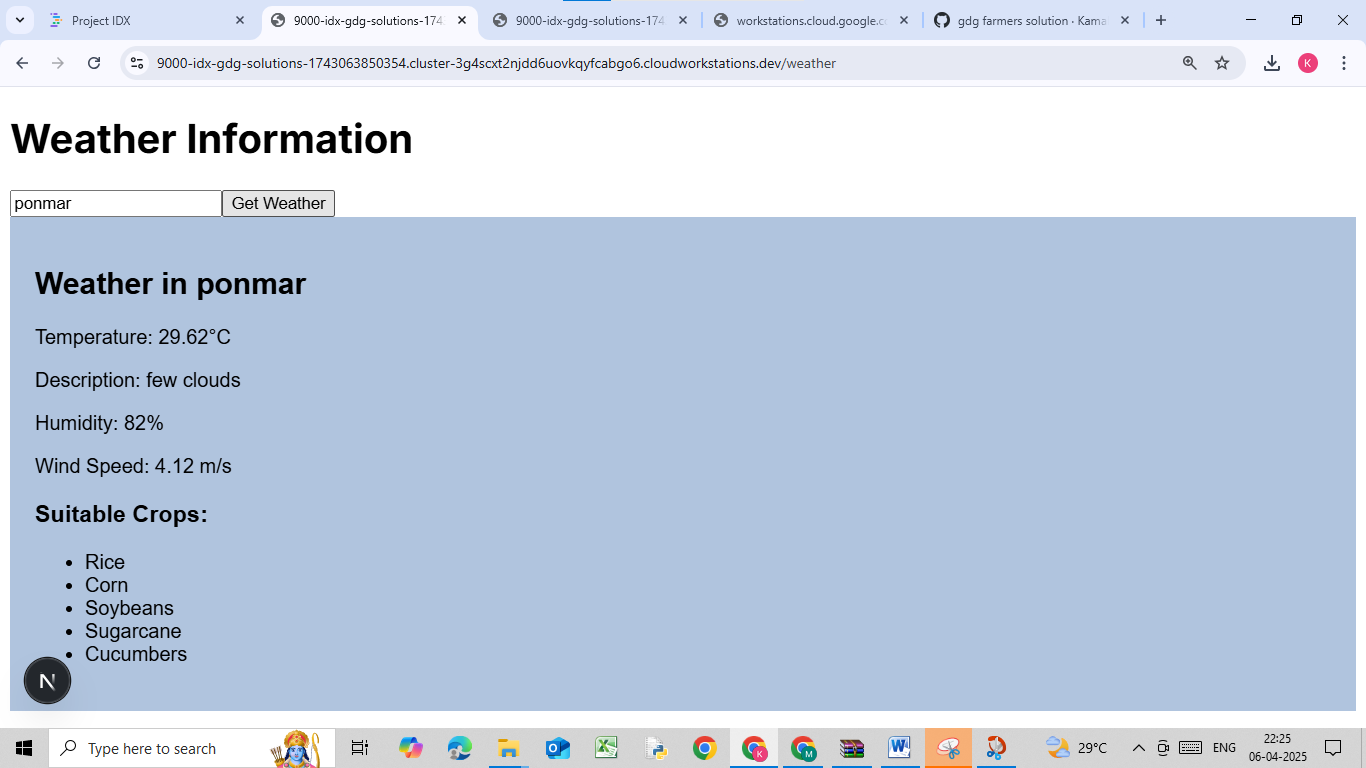 Project IDX
9000-idx-gdg-solutions-174
9000-idx-gdg-solutions-174
workstations.cloud.google.c
gdg farmers solution · Kama
9000-idx-gdg-solutions-1743063850354.cluster-3g4scxt2njdd6uovkqyfcabgo6.cloudworkstations.dev/weather
K
Weather Information
ponmar
Get Weather
Weather in ponmar
Temperature: 29.62°C
Description: few clouds
Humidity: 82%
Wind Speed: 4.12 m/s
Suitable Crops:
• Rice
• Corn
• Soybeans
• Sugarcane
• Cucumbers
N
Type here to search
29°C
ENG
22:25
06-04-2025